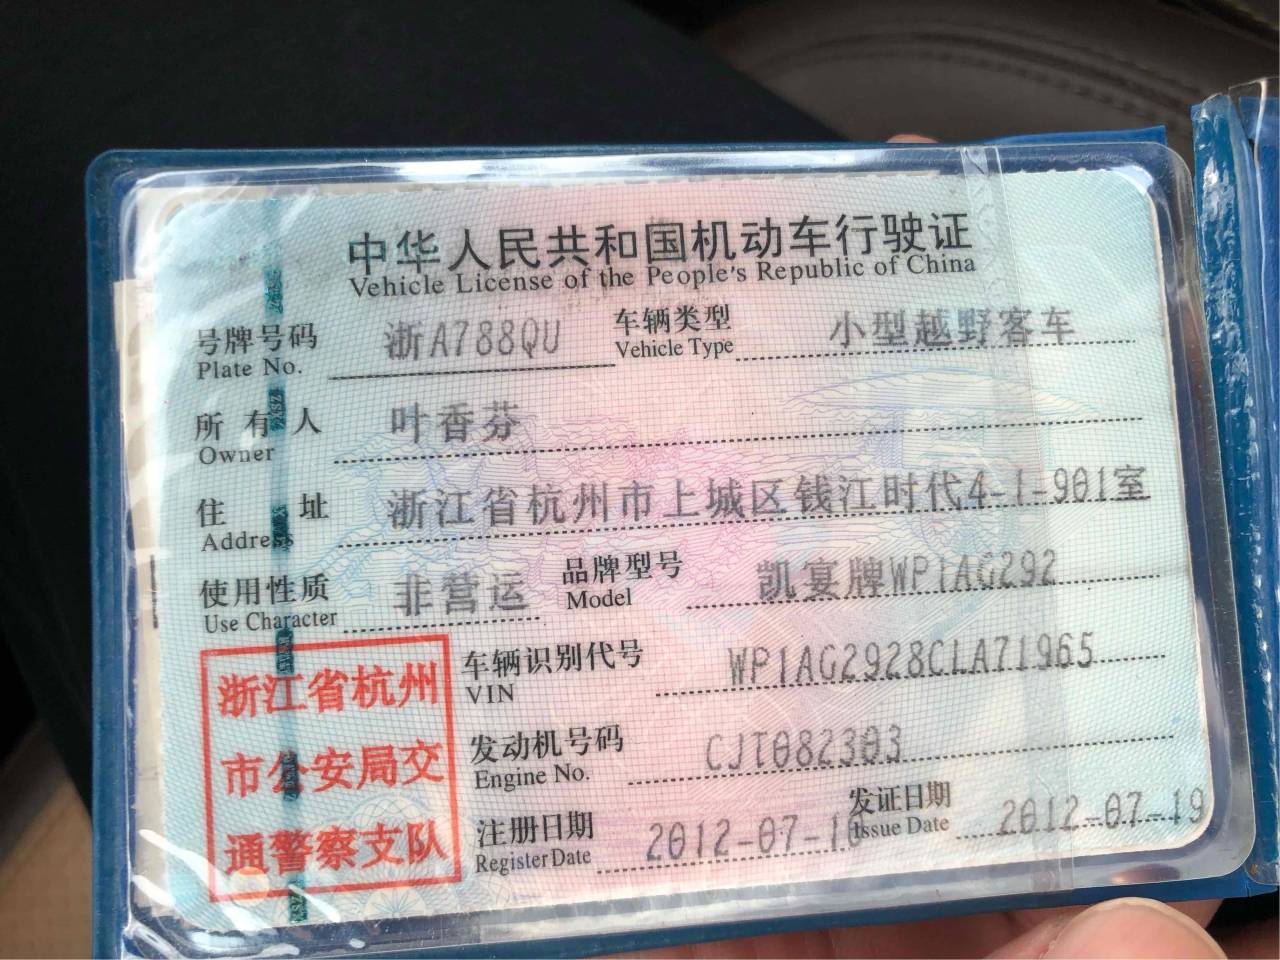 中华人民共和国机动车行驶证
Vehicle License of the People's Republic of China
号牌号码 浙A788QU 车辆类型 小型越野客车
Plate No. Vehicle Type
所有人 叶香芬
Owner
住址 浙江省杭州市上城区钱江时代4-1-901室
Address
使用性质 非营运 品牌型号 凯宴牌WP1AG292
Use Character Model
车辆识别代号 WP1AG2928CLA71965
VIN
发动机号码 CJT082303
Engine No.
注册日期 2012-07-18 发证日期 2012-07-19
Register Date Issue Date
浙江省杭州
市公安局交
通警察支队